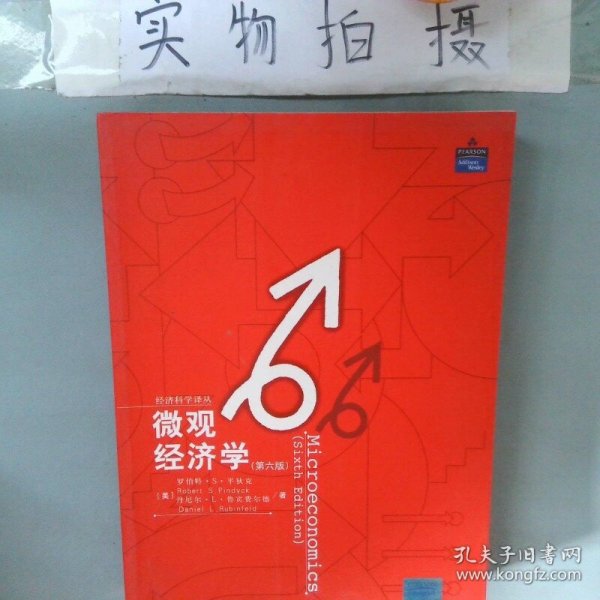 实物拍摄
PEARSON
Addison
Wesley
经济科学译丛
微观
经济学(第六版)
Microeconomics
(Sixth Edition)
罗伯特·S·平狄克
Robert S. Pindyck
[美]
丹尼尔·L·鲁宾费尔德
Daniel L. Rubinfeld
/著
孔夫子旧书网
www.kongfz.com